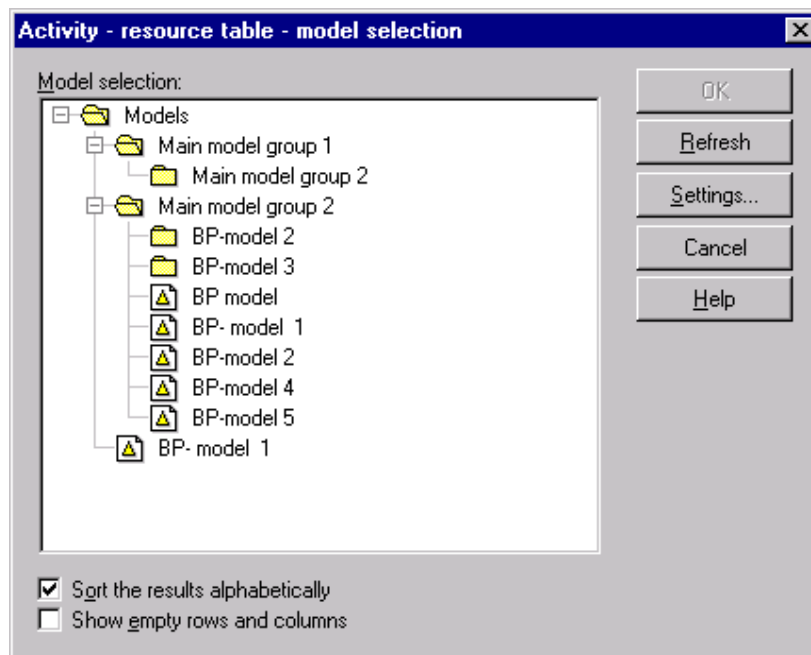 Activity - resource table - model selection
Model selection:
Models
Main model group 1
Main model group 2
Main model group 2
BP-model 2
BP-model 3
BP model
BP- model  1
BP-model 2
BP-model 4
BP-model 5
BP- model  1
OK
Refresh
Settings...
Cancel
Help
Sort the results alphabetically
Show empty rows and columns